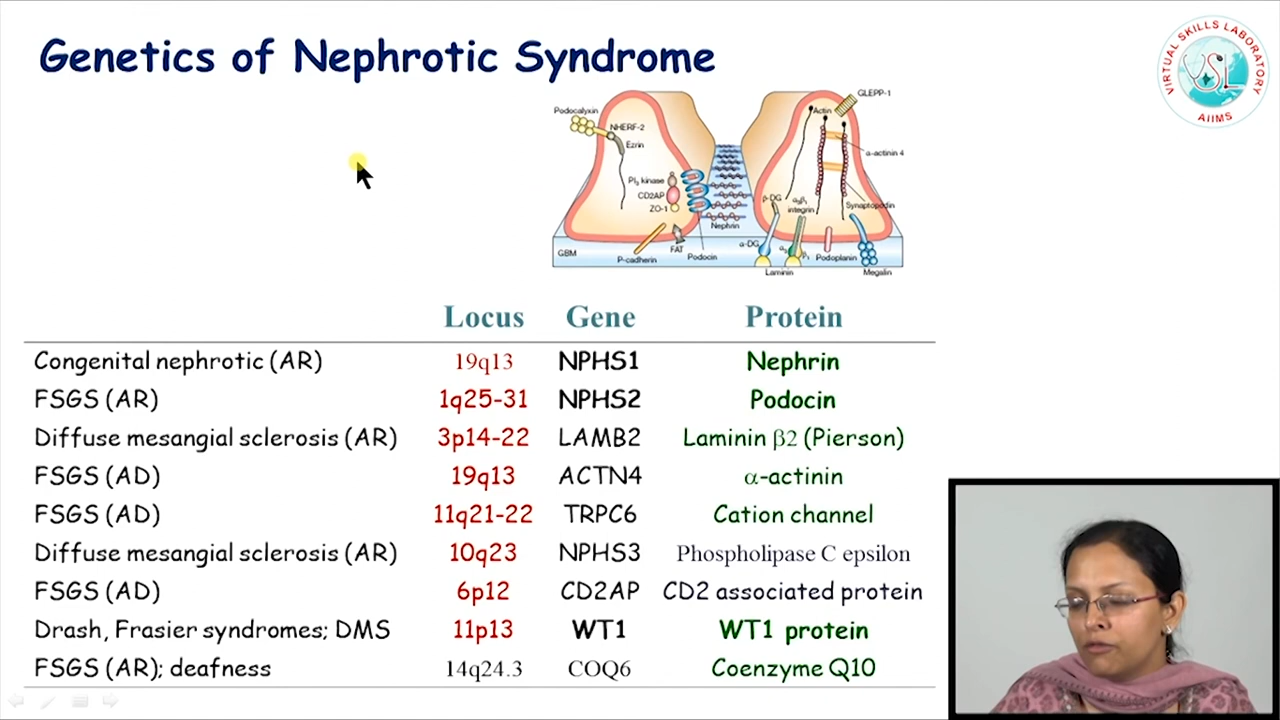 Genetics of Nephrotic Syndrome
VIRTUAL SKILLS LABORATORY
VSL
AIIMS
GLEPP-1
Podocalyxin
Actin
NHERF-2
Ezrin
α-actinin 4
PI3 kinase
CD2AP
ZO-1
β-DG
α3β1
integrin
Synaptopodin
Nephrin
GBM
FAT
α-DG
α3
β1
P-cadherin
Podocin
Podoplanin
Laminin
Megalin
Locus Gene Protein
Congenital nephrotic (AR) 19q13 NPHS1 Nephrin
FSGS (AR) 1q25-31 NPHS2 Podocin
Diffuse mesangial sclerosis (AR) 3p14-22 LAMB2 Laminin β2 (Pierson)
FSGS (AD) 19q13 ACTN4 α-actinin
FSGS (AD) 11q21-22 TRPC6 Cation channel
Diffuse mesangial sclerosis (AR) 10q23 NPHS3 Phospholipase C epsilon
FSGS (AD) 6p12 CD2AP CD2 associated protein
Drash, Frasier syndromes; DMS 11p13 WT1 WT1 protein
FSGS (AR); deafness 14q24.3 COQ6 Coenzyme Q10